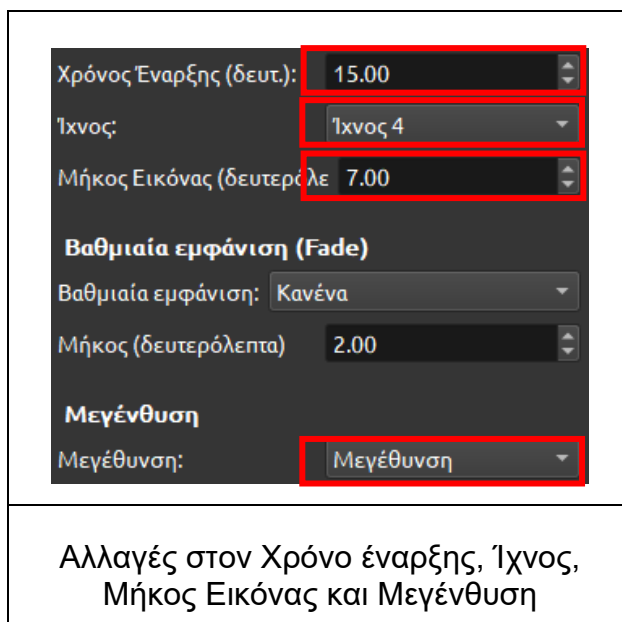 Χρόνος Έναρξης (δευτ.): 15.00
Ίχνος: Ίχνος 4
Μήκος Εικόνας (δευτερόλε 7.00
Βαθμιαία εμφάνιση (Fade)
Βαθμιαία εμφάνιση: Κανένα
Μήκος (δευτερόλεπτα) 2.00
Μεγένθυση
Μεγέθυνση: Μεγέθυνση
Αλλαγές στον Χρόνο έναρξης, Ίχνος,
Μήκος Εικόνας και Μεγένθυση